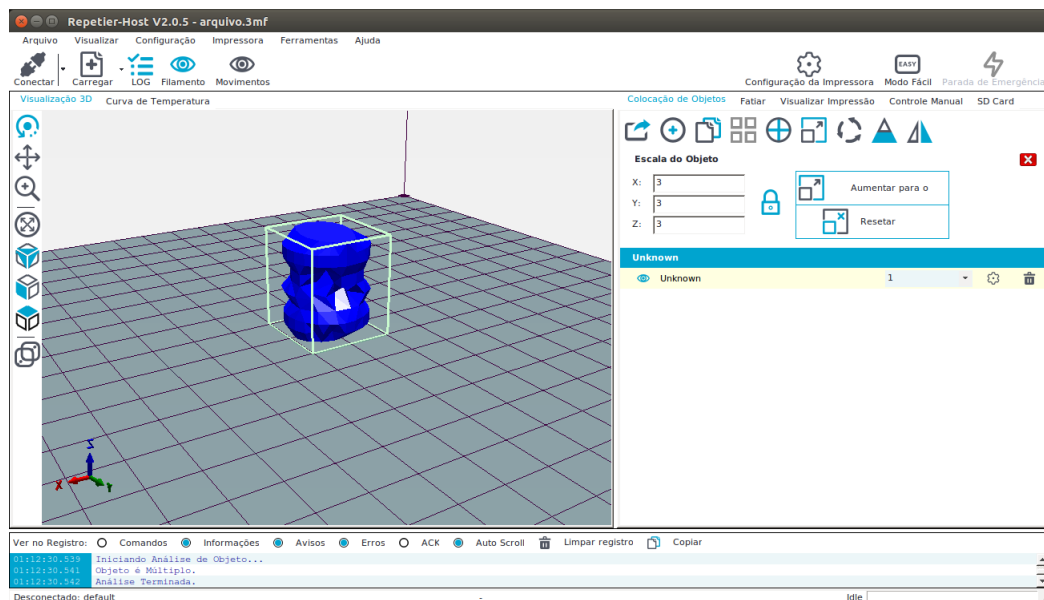 Repetier-Host V2.0.5 - arquivo.3mf
Arquivo Visualizar Configuração Impressora Ferramentas Ajuda
Conectar Carregar LOG Filamento Movimentos Configuração da Impressora EASY Modo Fácil Parada de Emergência
Visualização 3D Curva de Temperatura
Colocação de Objetos Fatiar Visualizar Impressão Controle Manual SD Card
Escala do Objeto
X: 3
Y: 3
Z: 3
Aumentar para o
Resetar
Unknown
Unknown 1
Z
X Y
Ver no Registro: Comandos Informações Avisos Erros ACK Auto Scroll Limpar registro Copiar
01:12:30.539 Iniciando Análise de Objeto...
01:12:30.541 Objeto é Múltiplo.
01:12:30.542 Análise Terminada.
Desconectado: default - Idle